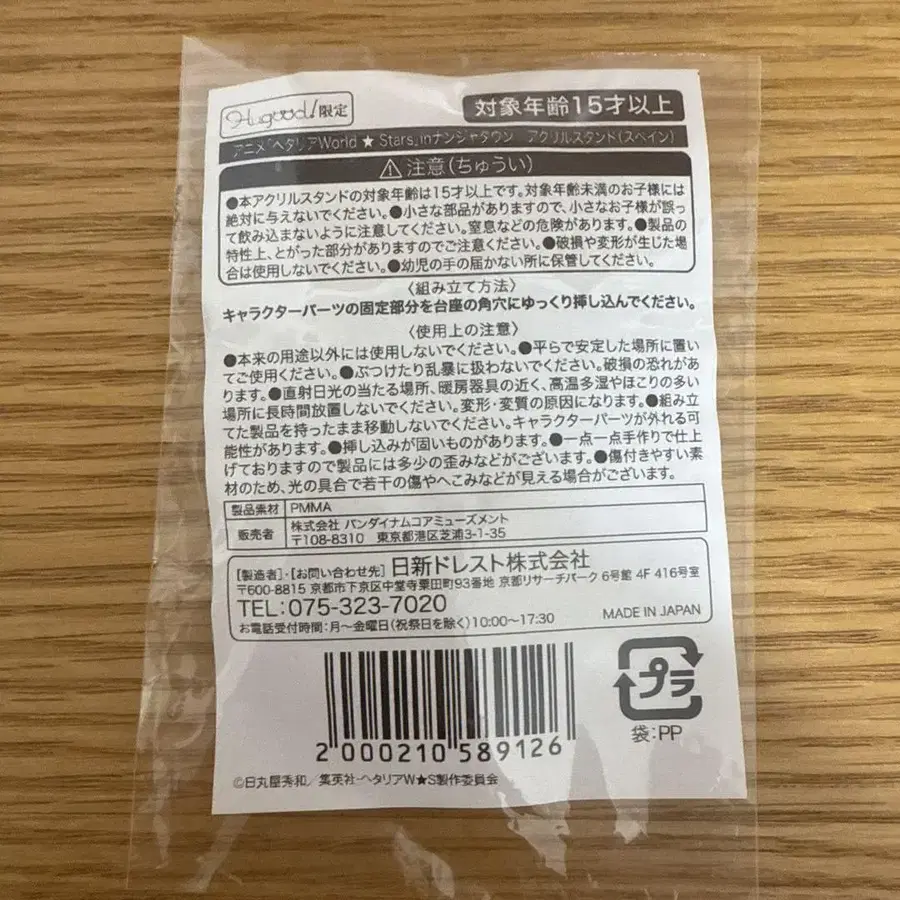 Hugood!限定
対象年齢15才以上
アニメ「ヘタリアWorld★Stars」inナンジャタウン アクリルスタンド(スペイン)
注意(ちゅうい)
●本アクリルスタンドの対象年齢は15才以上です。対象年齢未満のお子様には
絶対に与えないでください。●小さな部品がありますので、小さなお子様が誤っ
て飲み込まないように注意してください。窒息などの危険があります。●製品の
特性上、とがった部分がありますのでご注意ください。●破損や変形が生じた場
合は使用しないでください。●幼児の手の届かない所に保管してください。
〈組み立て方法〉
キャラクターパーツの固定部分を台座の角穴にゆっくり挿し込んでください。
〈使用上の注意〉
●本来の用途以外には使用しないでください。●平らで安定した場所に置い
てご使用ください。●ぶつけたり乱暴に扱わないでください。破損の恐れがあり
ます。●直射日光の当たる場所、暖房器具の近く、高温多湿やほこりの多い
場所に長時間放置しないでください。変形・変質の原因になります。●組み立
てた製品を持ったまま移動しないでください。キャラクターパーツが外れる可
能性があります。●挿し込みが固いものがあります。●一点一点手作りで仕上
げておりますので製品には多少の歪みなどがございます。●傷付きやすい素
材のため、光の具合で若干の傷やへこみなどが見える場合がございます。
製品素材 PMMA
販売者 株式会社 バンダイナムコアミューズメント
〒108-8310 東京都港区芝浦3-1-35
[製造者]・[お問い合わせ先] 日新ドレスト株式会社
〒600-8815 京都市下京区中堂寺粟田町93番地 京都リサーチパーク 6号館 4F 416号室
TEL:075-323-7020
お電話受付時間:月〜金曜日(祝祭日を除く)10:00〜17:30
MADE IN JAPAN
プラ
袋:PP
2 000210 589126
©日丸屋秀和/集英社・ヘタリアW★S製作委員会